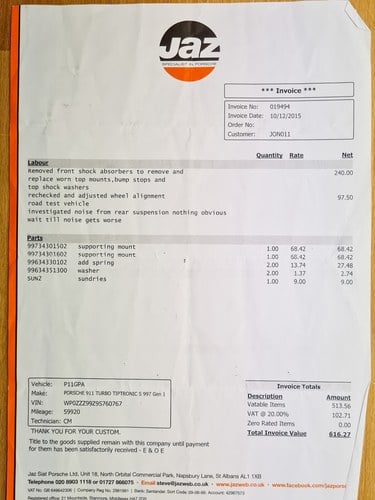 Jaz
SPECIALIST IN PORSCHE
*** Invoice ***
Invoice No: 019494
Invoice Date: 10/12/2015
Order No:
Customer: JON011
Quantity Rate Net
Labour
Removed front shock absorbers to remove and 240.00
replace worn top mounts,bump stops and
top shock washers
rechecked and adjusted wheel alignment 97.50
road test vehicle
investigated noise from rear suspension nothing obvious
wait till noise gets worse
Parts
99734301502 supporting mount 1.00 68.42 68.42
99734301602 supporting mount 1.00 68.42 68.42
99634330102 add spring 2.00 13.74 27.48
99634351300 washer 2.00 1.37 2.74
SUNZ sundries 1.00 9.00 9.00
Vehicle: P11GPA
Make: PORSCHE 911 TURBO TIPTRONIC S 997 Gen 1
VIN: WP0ZZZ99Z9S760767
Mileage: 59920
Technician: CM
Invoice Totals
Description Amount
Vatable Items 513.56
VAT @ 20.00% 102.71
Zero Rated Items 0.00
Total Invoice Value 616.27
THANK YOU FOR YOUR CUSTOM.
Title to the goods supplied remain with this company until payment
for them has been satisfactorily received - E & O E
Jaz Siat Porsche Ltd, Unit 18, North Orbital Commercial Park, Napsbury Lane, St Albans AL1 1XB
Telephone 020 8903 1118 or 01727 866075 • Email steve@jazweb.co.uk • www.jazweb.co.uk • www.facebook.com/jazporsc